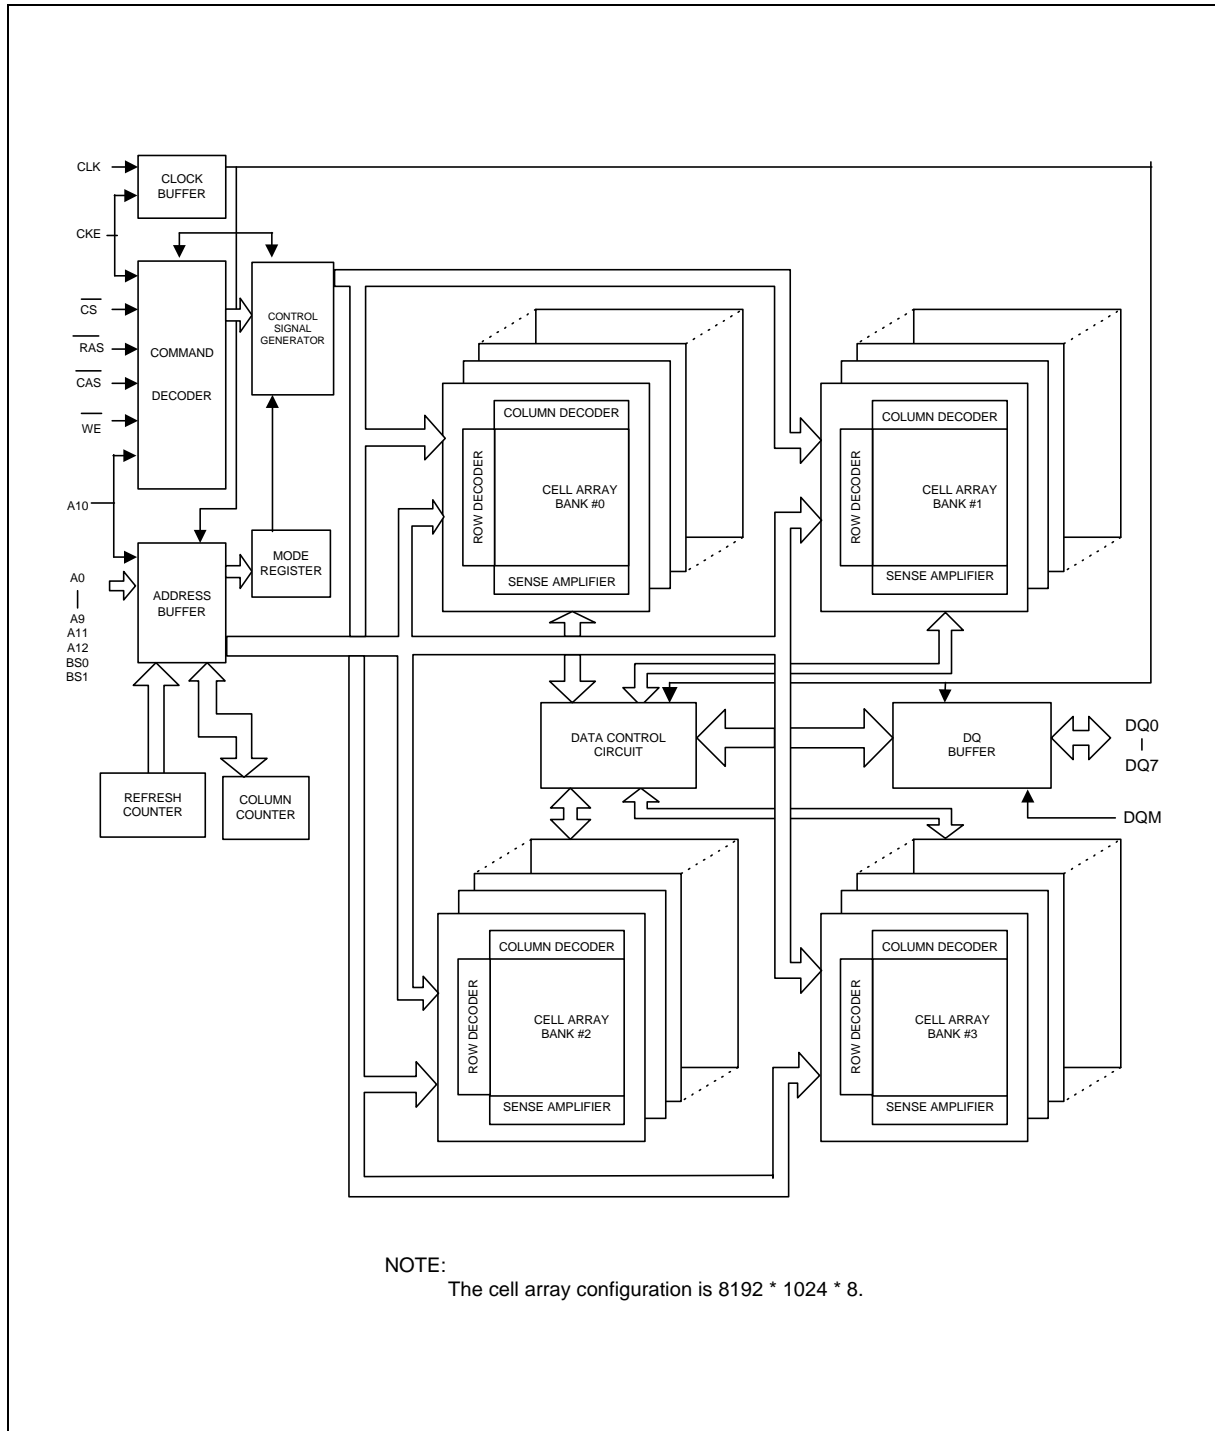 CLK
CLOCK
BUFFER
CKE
CS
RAS
CAS
WE
A10
COMMAND
DECODER
CONTROL
SIGNAL
GENERATOR
A0
A9
A11
A12
BS0
BS1
ADDRESS
BUFFER
MODE
REGISTER
REFRESH
COUNTER
COLUMN
COUNTER
COLUMN DECODER
ROW DECODER
CELL ARRAY
BANK #0
SENSE AMPLIFIER
COLUMN DECODER
ROW DECODER
CELL ARRAY
BANK #1
SENSE AMPLIFIER
DATA CONTROL
CIRCUIT
DQ
BUFFER
DQ0
DQ7
DQM
COLUMN DECODER
ROW DECODER
CELL ARRAY
BANK #2
SENSE AMPLIFIER
COLUMN DECODER
ROW DECODER
CELL ARRAY
BANK #3
SENSE AMPLIFIER
NOTE:
The cell array configuration is 8192 * 1024 * 8.